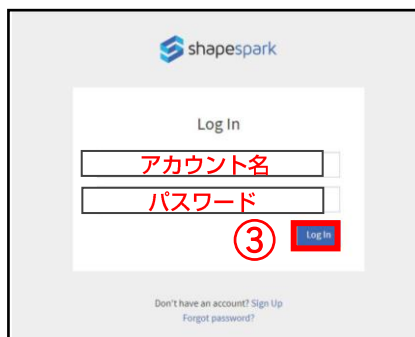 shapespark
Log In
アカウント名
パスワード
③
Log In
Don't have an account? Sign Up
Forgot password?